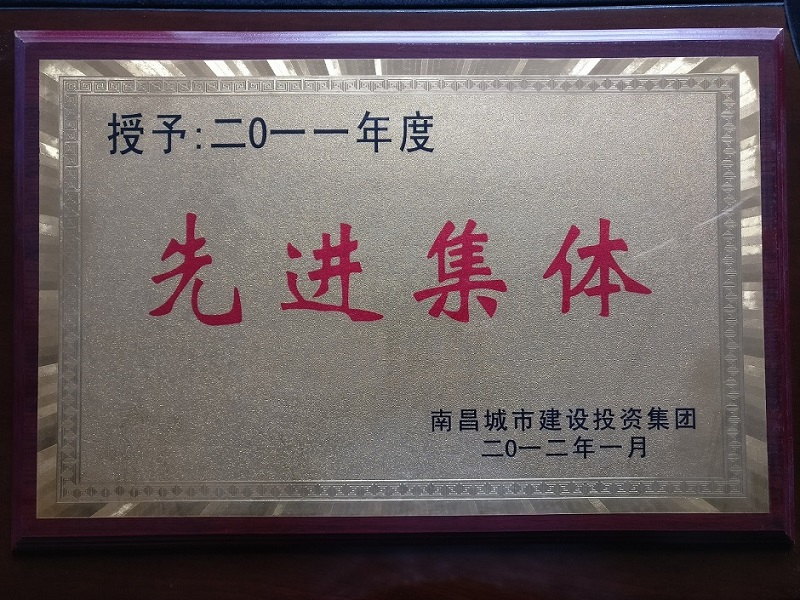 授予:二0一一年度
先进集体
南昌城市建设投资集团
二0一二年一月